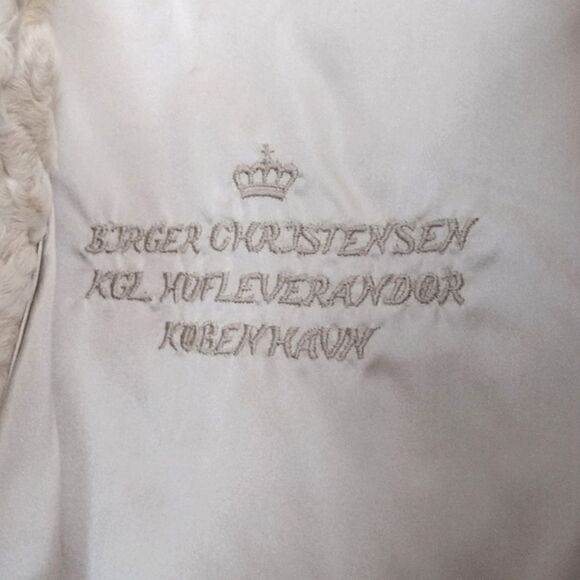 BIRGER CHRISTENSEN
KGL. HOFLEVERANDØR
KØBENHAVN